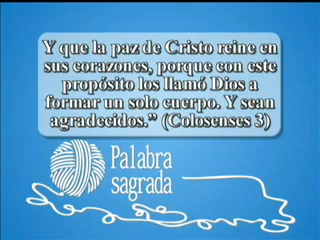 Y que la paz de Cristo reine en
sus corazones, porque con este
propósito los llamó Dios a
formar un solo cuerpo. Y sean
agradecidos.” (Colosenses 3)
Palabra
sagrada